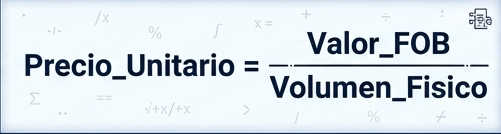 Precio_Unitario = Valor_FOB / Volumen_Fisico